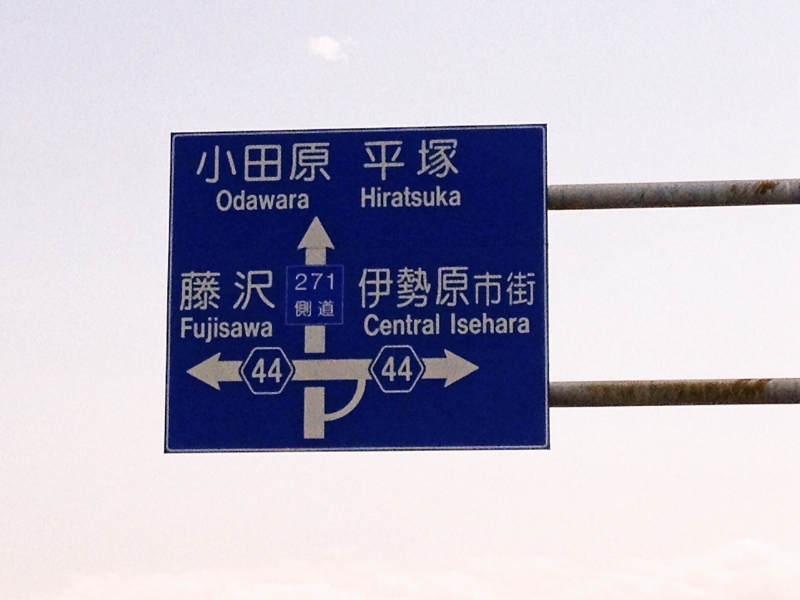 小田原 平塚
Odawara Hiratsuka
藤沢 271 伊勢原市街
側道
Fujisawa Central Isehara
44 44